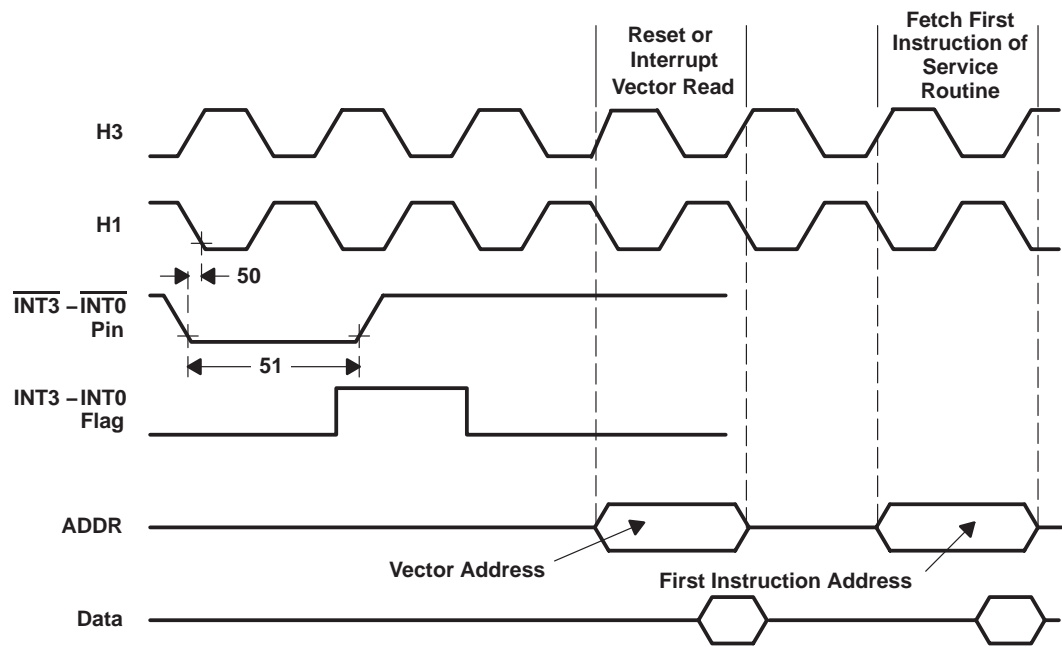 Reset or
Interrupt
Vector Read
Fetch First
Instruction of
Service
Routine
H3
H1
50
INT3 – INT0
Pin
51
INT3 – INT0
Flag
ADDR
Vector Address
First Instruction Address
Data